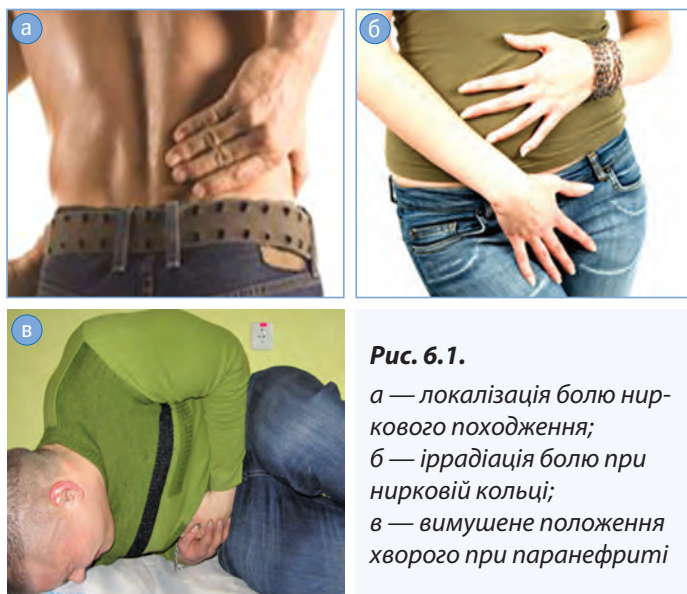 а
б
в
Рис. 6.1.
а — локалізація болю нир-
кового походження;
б — іррадіація болю при
нирковій кольці;
в — вимушене положення
хворого при паранефриті